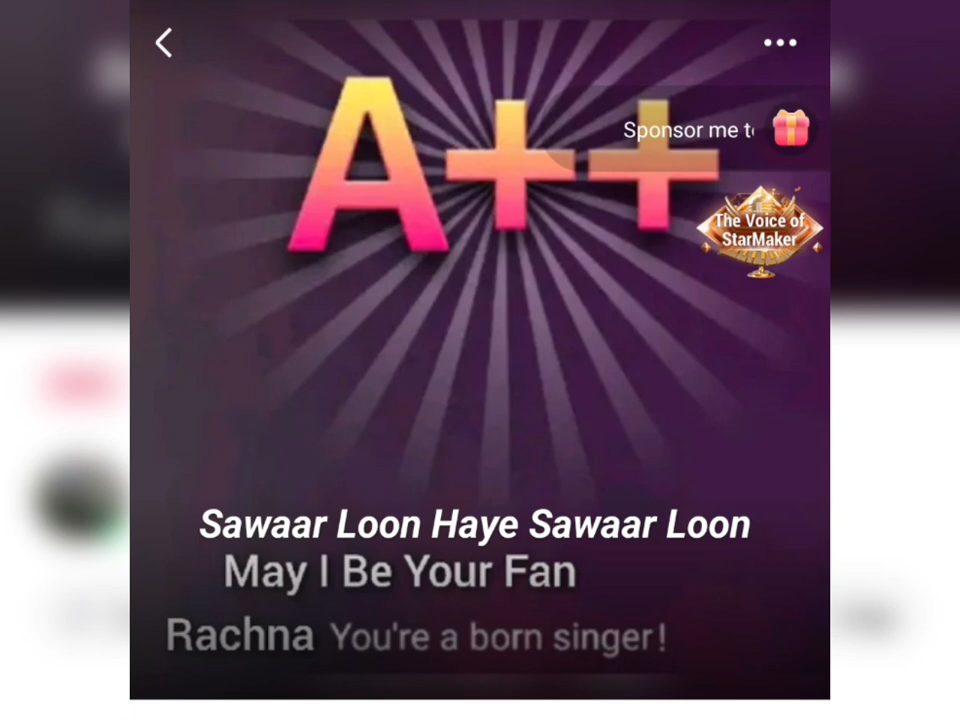 A++
Sponsor me
The Voice of
StarMaker
Sawaar Loon Haye Sawaar Loon
May I Be Your Fan
Rachna You're a born singer!